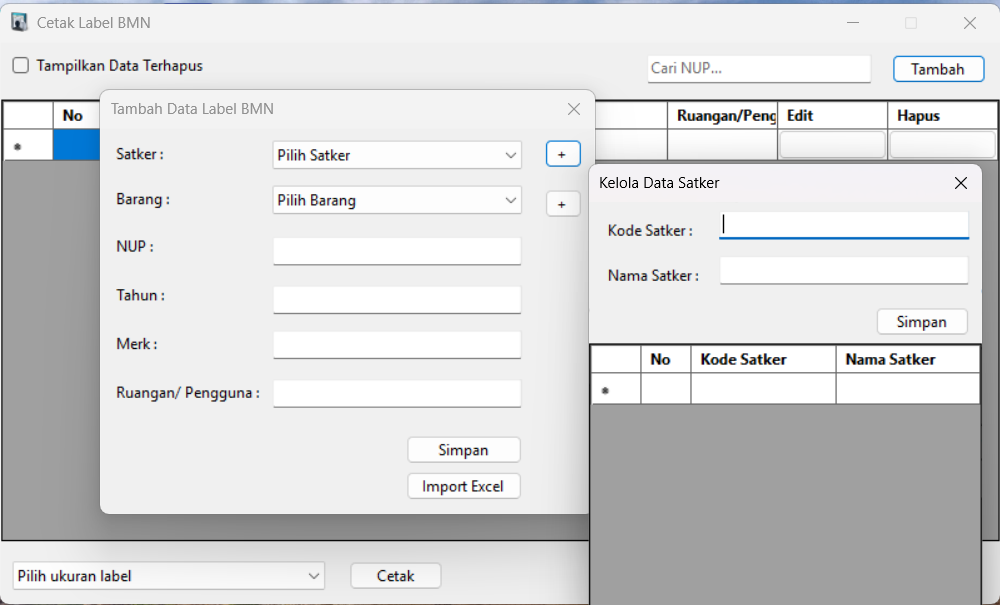 Cetak Label BMN
Tampilkan Data Terhapus
Cari NUP...
Tambah
No
Ruangan/Peng
Edit
Hapus
*
Tambah Data Label BMN
Satker :
Pilih Satker
+
Barang :
Pilih Barang
+
NUP :
Tahun :
Merk :
Ruangan/ Pengguna :
Simpan
Import Excel
Kelola Data Satker
Kode Satker :
Nama Satker :
Simpan
No
Kode Satker
Nama Satker
*
Pilih ukuran label
Cetak